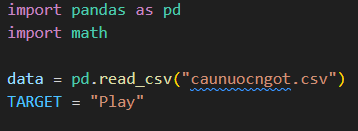 import pandas as pd
import math
data = pd.read_csv("caunuocngot.csv")
TARGET = "Play"